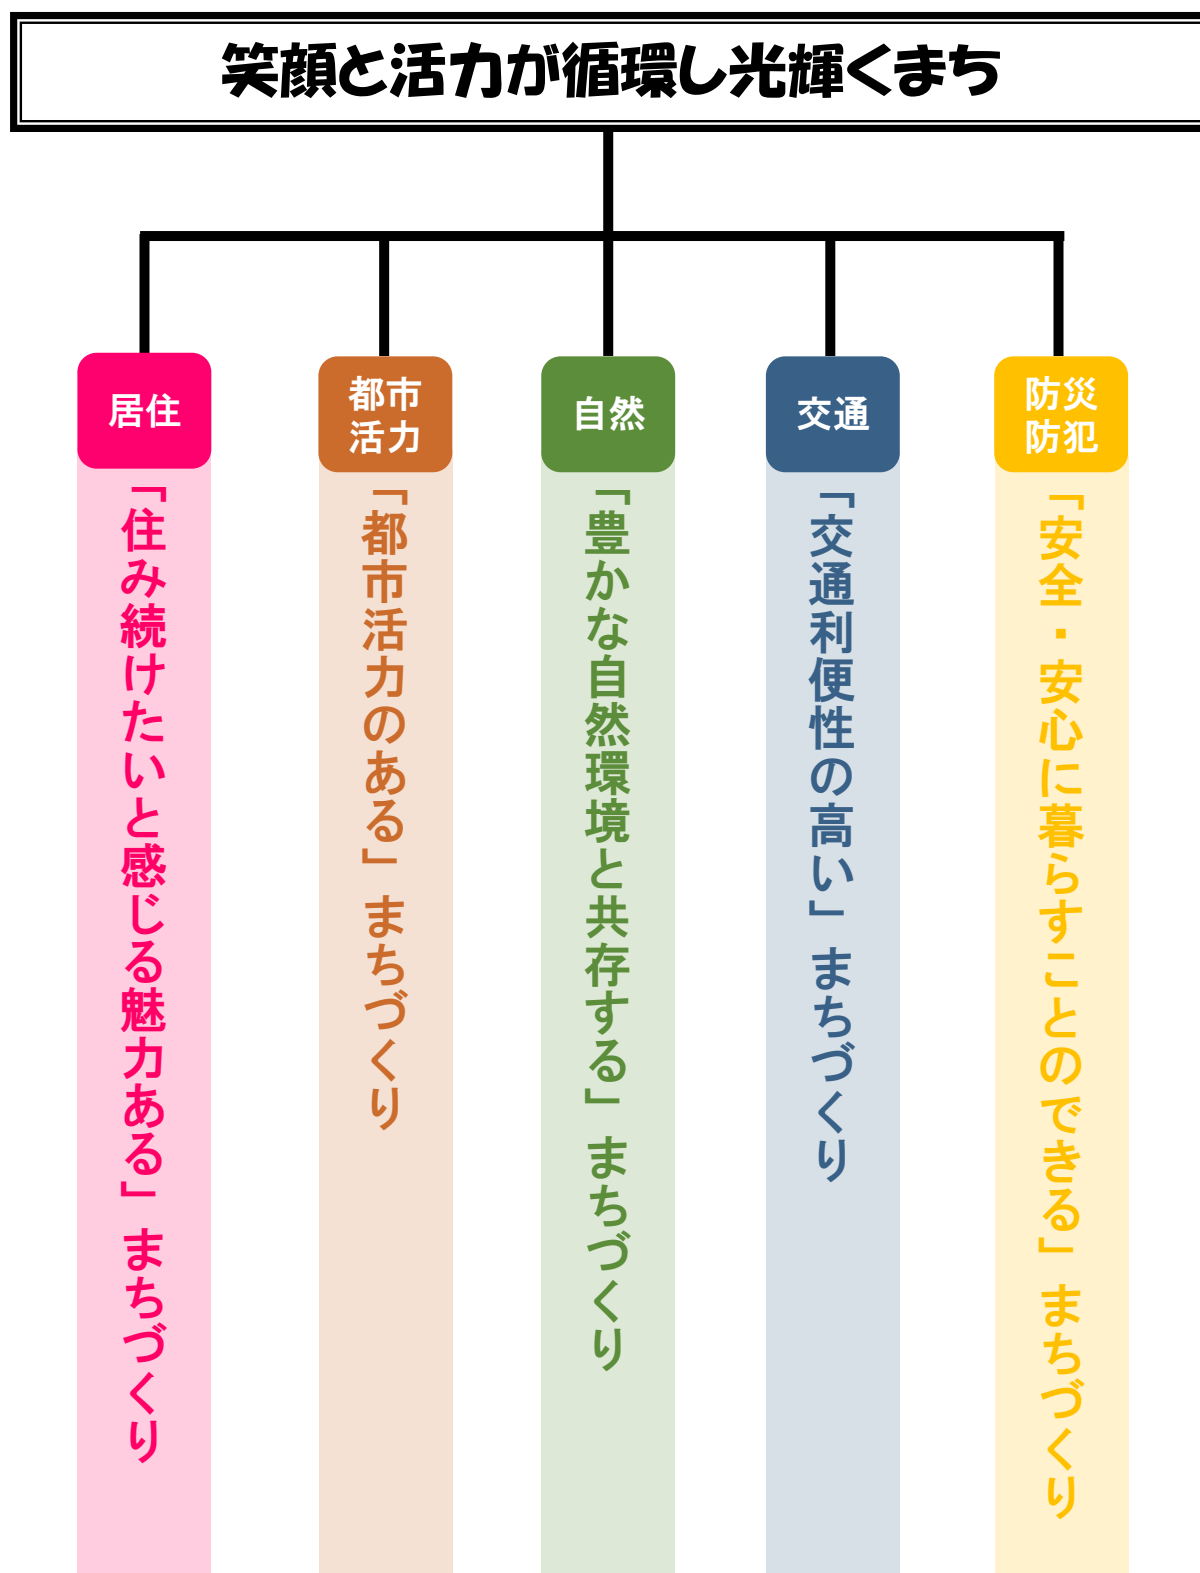 笑顔と活力が循環し光輝くまち
居住
「住み続けたいと感じる魅力ある」まちづくり
都市
活力
「都市活力のある」まちづくり
自然
「豊かな自然環境と共存する」まちづくり
交通
「交通利便性の高い」まちづくり
防災
防犯
「安全・安心に暮らすことのできる」まちづくり